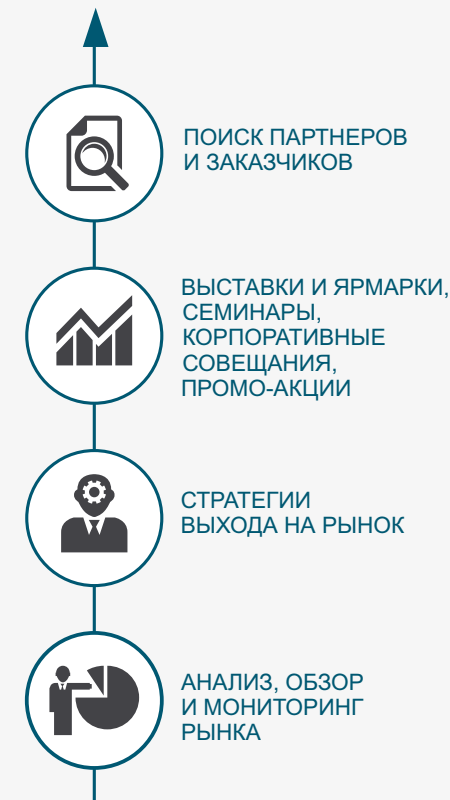 ПОИСК ПАРТНЕРОВ
И ЗАКАЗЧИКОВ
ВЫСТАВКИ И ЯРМАРКИ,
СЕМИНАРЫ,
КОРПОРАТИВНЫЕ
СОВЕЩАНИЯ,
ПРОМО-АКЦИИ
СТРАТЕГИИ
ВЫХОДА НА РЫНОК
АНАЛИЗ, ОБЗОР
И МОНИТОРИНГ
РЫНКА